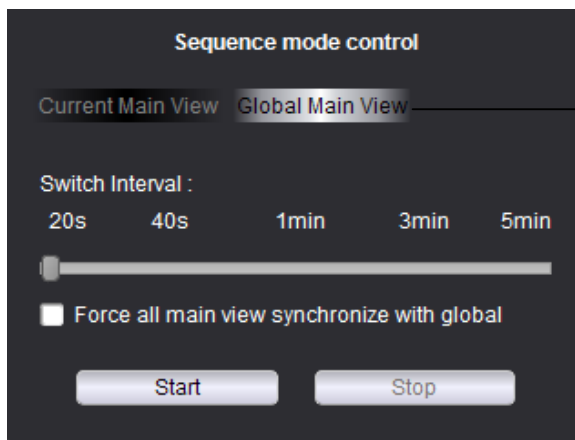 Sequence mode control
Current Main View Global Main View
Switch Interval :
20s 40s 1min 3min 5min
Force all main view synchronize with global
Start Stop